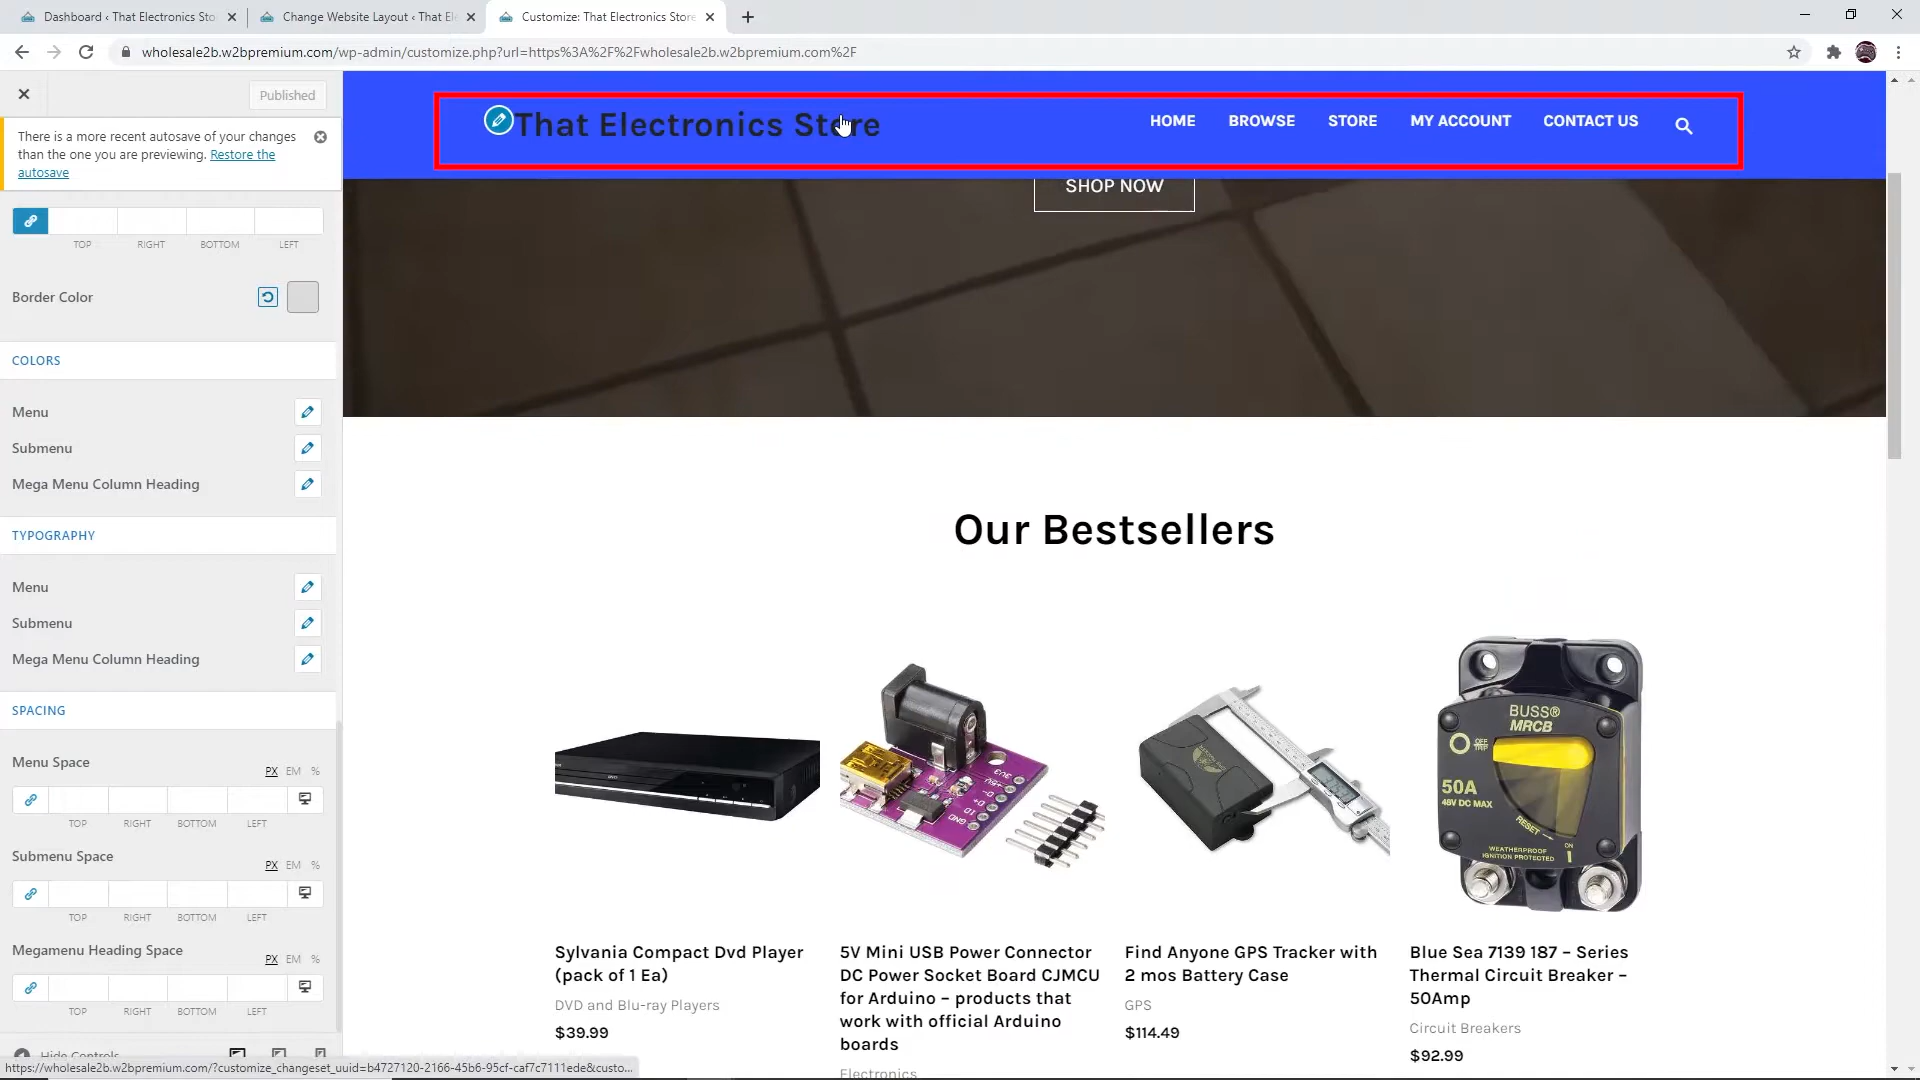 Dashboard ‹ That Electronics Sto
Change Website Layout ‹ That Ele
Customize: That Electronics Store
wholesale2b.w2bpremium.com/wp-admin/customize.php?url=https%3A%2F%2Fwholesale2b.w2bpremium.com%2F
Published
There is a more recent autosave of your changes
than the one you are previewing. Restore the
autosave
TOP RIGHT BOTTOM LEFT
Border Color
COLORS
Menu
Submenu
Mega Menu Column Heading
TYPOGRAPHY
Menu
Submenu
Mega Menu Column Heading
SPACING
Menu Space
PX EM %
TOP RIGHT BOTTOM LEFT
Submenu Space
PX EM %
TOP RIGHT BOTTOM LEFT
Megamenu Heading Space
PX EM %
TOP RIGHT BOTTOM LEFT
Hide Controls
https://wholesale2b.w2bpremium.com/?customize_changeset_uuid=b4727120-2166-45b6-95cf-caf7c7111ede&custo...
That Electronics Store
HOME BROWSE STORE MY ACCOUNT CONTACT US
SHOP NOW
Our Bestsellers
BUSS®
MRCB
50A
48V DC MAX
RESET
ON
WEATHERPROOF
IGNITION PROTECTED
Sylvania Compact Dvd Player
(pack of 1 Ea)
DVD and Blu-ray Players
$39.99
5V Mini USB Power Connector
DC Power Socket Board CJMCU
for Arduino – products that
work with official Arduino
boards
Electronics
Find Anyone GPS Tracker with
2 mos Battery Case
GPS
$114.49
Blue Sea 7139 187 – Series
Thermal Circuit Breaker –
50Amp
Circuit Breakers
$92.99